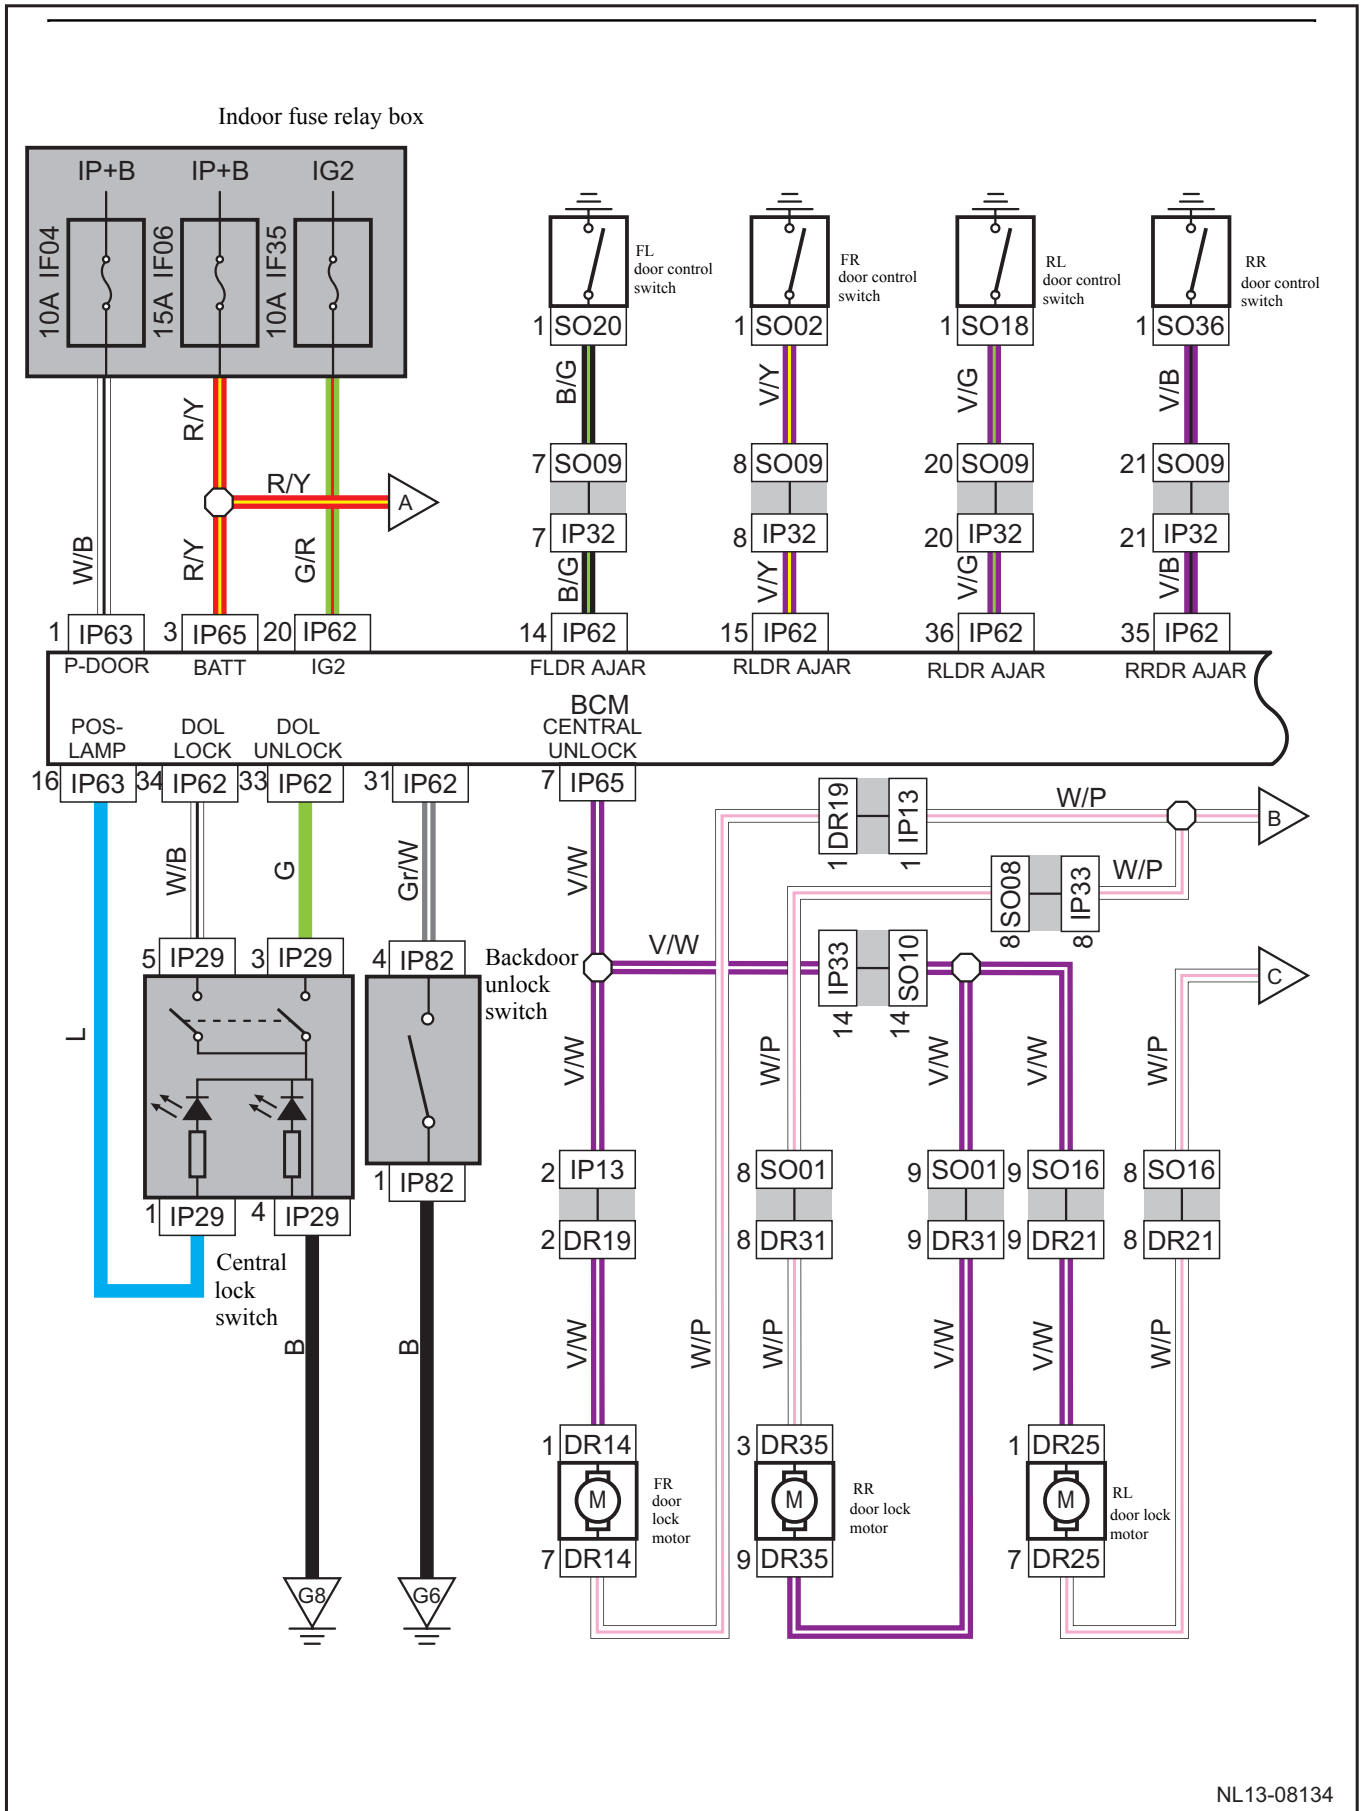 Indoor fuse relay box
IP+B IP+B IG2
10A IF04
15A IF06
10A IF35
FL
door control
switch
FR
door control
switch
RL
door control
switch
RR
door control
switch
1 SO20
1 SO02
1 SO18
1 SO36
B/G
V/Y
V/G
V/B
R/Y
7 SO09
8 SO09
20 SO09
21 SO09
R/Y
A
7 IP32
8 IP32
20 IP32
21 IP32
W/B
R/Y
G/R
B/G
V/Y
V/G
V/B
1 IP63
3 IP65
20 IP62
14 IP62
15 IP62
36 IP62
35 IP62
P-DOOR
BATT
IG2
FLDR AJAR
RLDR AJAR
RLDR AJAR
RRDR AJAR
BCM
POS-
LAMP
DOL
LOCK
DOL
UNLOCK
CENTRAL
UNLOCK
16 IP63
34 IP62
33 IP62
31 IP62
7 IP65
1 DR19
1 IP13
W/P
B
W/B
G
Gr/W
V/W
8 SO08
8 IP33
W/P
5 IP29
3 IP29
4 IP82
Backdoor
unlock
switch
V/W
14 IP33
14 SO10
C
L
V/W
W/P
V/W
V/W
W/P
2 IP13
8 SO01
9 SO01
9 SO16
8 SO16
1 IP29
4 IP29
1 IP82
2 DR19
8 DR31
9 DR31
9 DR21
8 DR21
Central
lock
switch
B
B
V/W
W/P
W/P
V/W
V/W
W/P
1 DR14
3 DR35
1 DR25
M
FR
door
lock
motor
M
RR
door lock
motor
M
RL
door lock
motor
7 DR14
9 DR35
7 DR25
G8
G6
NL13-08134